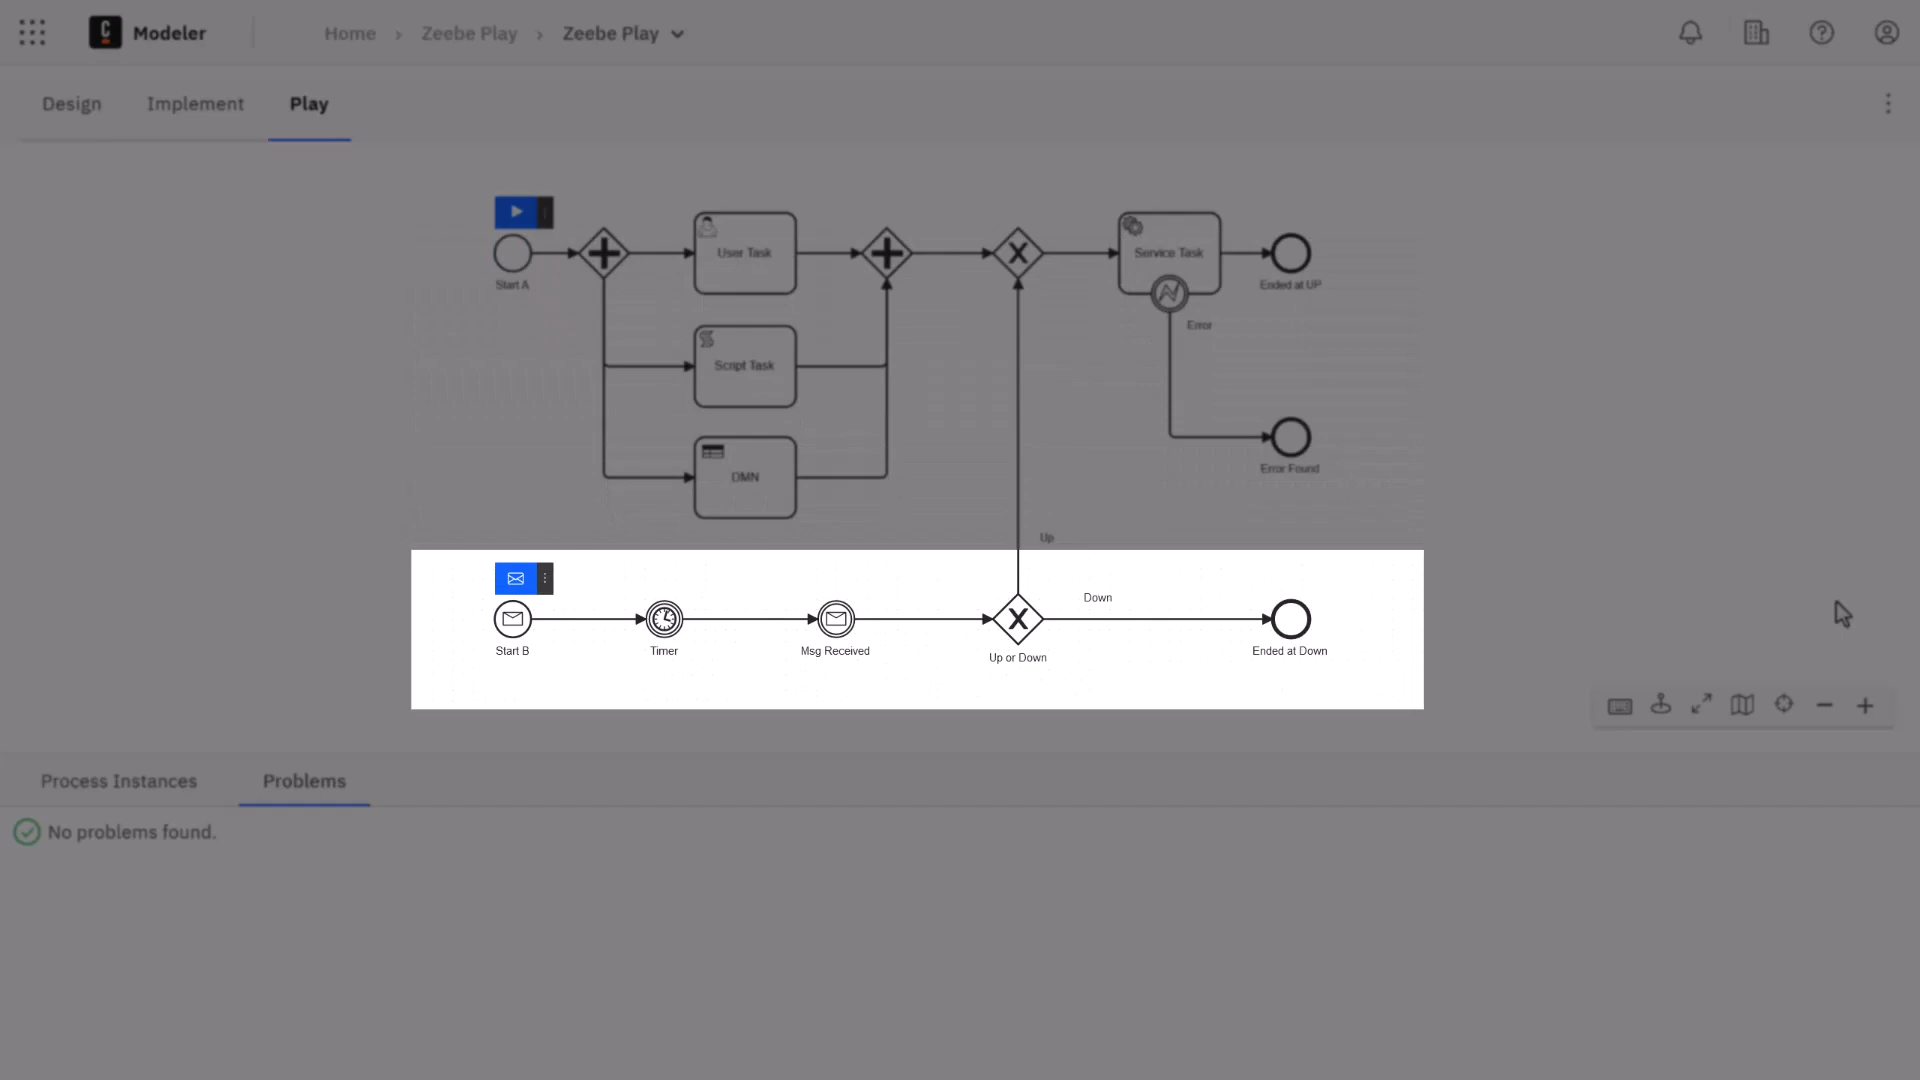 Modeler Home Zeebe Play Zeebe Play
Design Implement Play
Start A
User Task
Service Task
Ended at UP
Error
Script Task
DMN
Error Found
Up
Down
Start B
Timer
Msg Received
Up or Down
Ended at Down
Process Instances Problems
No problems found.